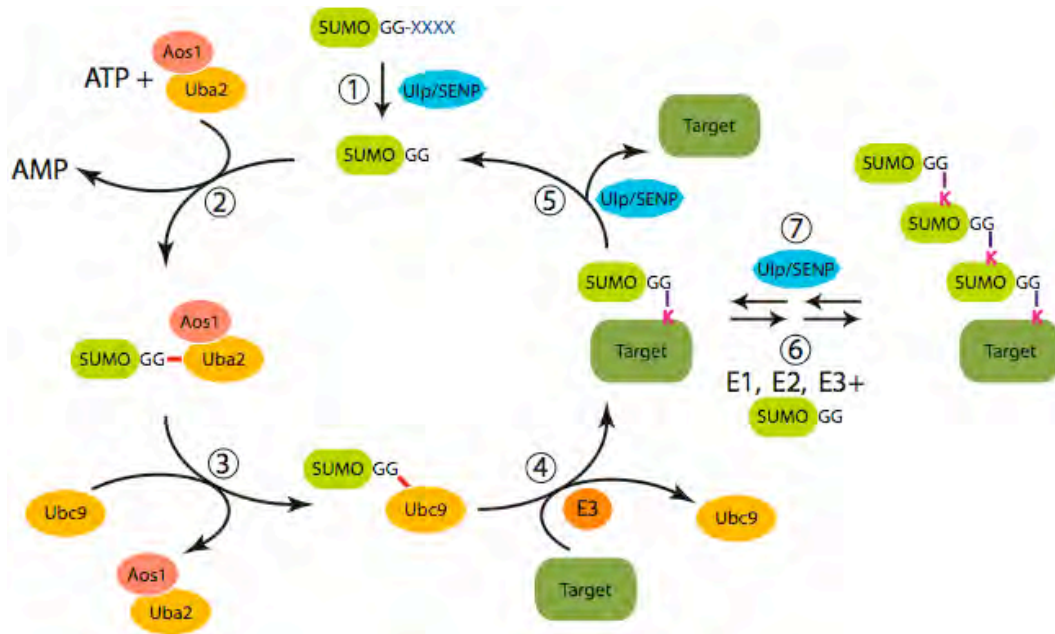 SUMO GG-XXXX
Aos1
ATP + Uba2
① Ulp/SENP
Target
SUMO GG
AMP
②
⑤ Ulp/SENP
SUMO GG
K
SUMO GG
K
SUMO GG
K
Target
⑦
Ulp/SENP
SUMO GG
K
Target
⑥
E1, E2, E3+
SUMO GG
Aos1
SUMO GG Uba2
③
SUMO GG
④
Ubc9
Ubc9
E3
Ubc9
Aos1
Uba2
Target